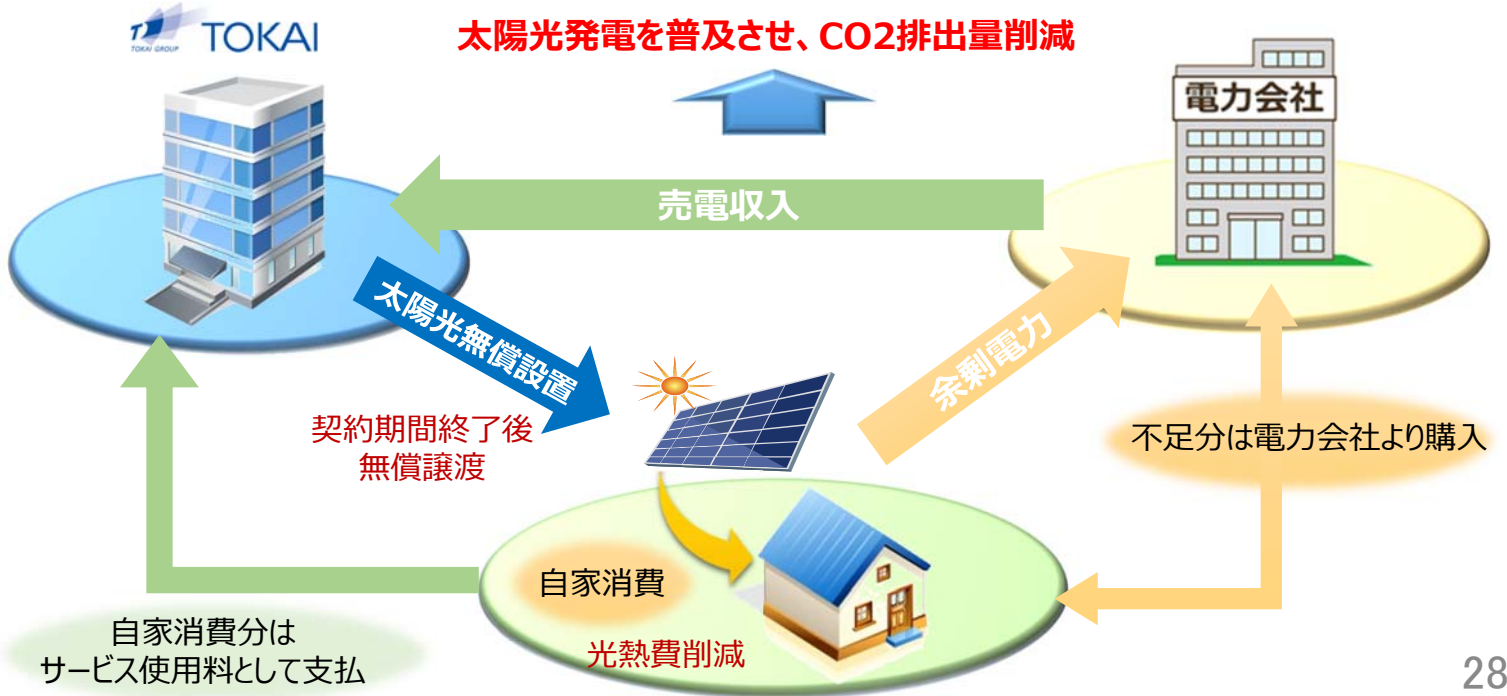 TOKAI GROUP
TOKAI
太陽光発電を普及させ、CO2排出量削減
電力会社
売電収入
太陽光無償設置
余剰電力
契約期間終了後
無償譲渡
不足分は電力会社より購入
自家消費
光熱費削減
自家消費分は
サービス使用料として支払
28